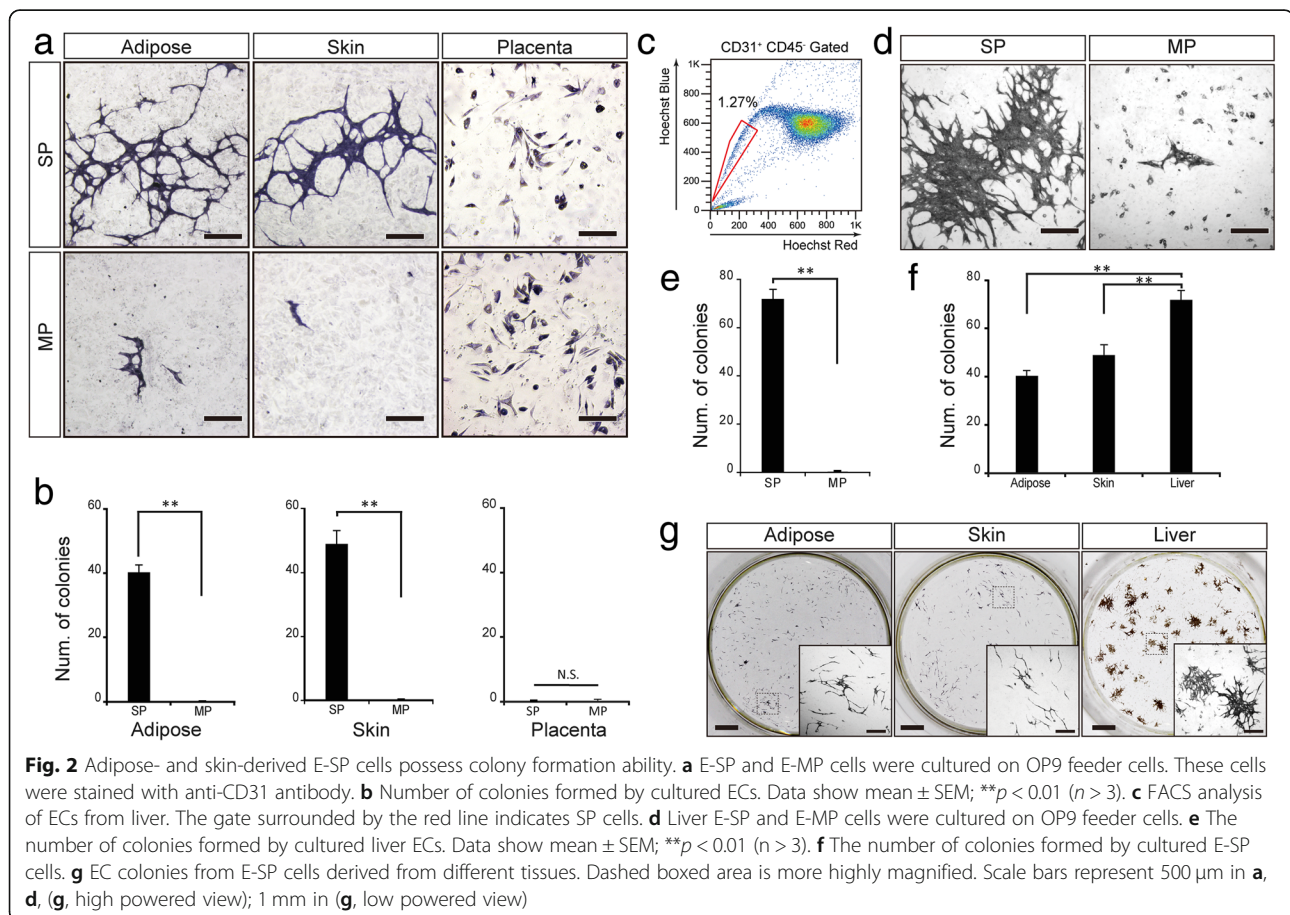 a
Adipose Skin Placenta
SP
MP
b
Num. of colonies
60
40
20
0
**
SP MP
Adipose
60
40
20
0
**
SP MP
Skin
60
40
20
0
N.S.
SP MP
Placenta
c
CD31⁺ CD45⁻ Gated
Hoechst Blue
1K
800
600
400
200
0
1.27%
0 200 400 600 800 1K
Hoechst Red
d
SP MP
e
Num. of colonies
80
60
40
20
0
**
SP MP
f
Num. of colonies
80
60
40
20
0
**
**
Adipose Skin Liver
g
Adipose Skin Liver
Fig. 2 Adipose- and skin-derived E-SP cells possess colony formation ability. a E-SP and E-MP cells were cultured on OP9 feeder cells. These cells
were stained with anti-CD31 antibody. b Number of colonies formed by cultured ECs. Data show mean ± SEM; **p < 0.01 (n > 3). c FACS analysis
of ECs from liver. The gate surrounded by the red line indicates SP cells. d Liver E-SP and E-MP cells were cultured on OP9 feeder cells. e The
number of colonies formed by cultured liver ECs. Data show mean ± SEM; **p < 0.01 (n > 3). f The number of colonies formed by cultured E-SP
cells. g EC colonies from E-SP cells derived from different tissues. Dashed boxed area is more highly magnified. Scale bars represent 500 μm in a,
d, (g, high powered view); 1 mm in (g, low powered view)